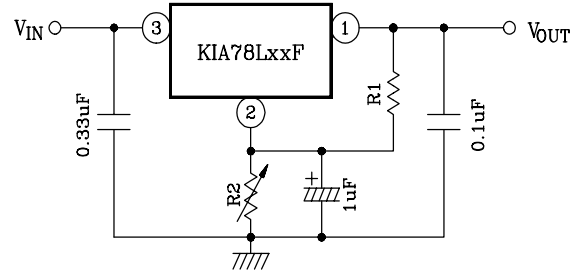 VIN
3
KIA78LxxF
1
VOUT
2
0.33uF
R1
0.1uF
R2
+
1uF